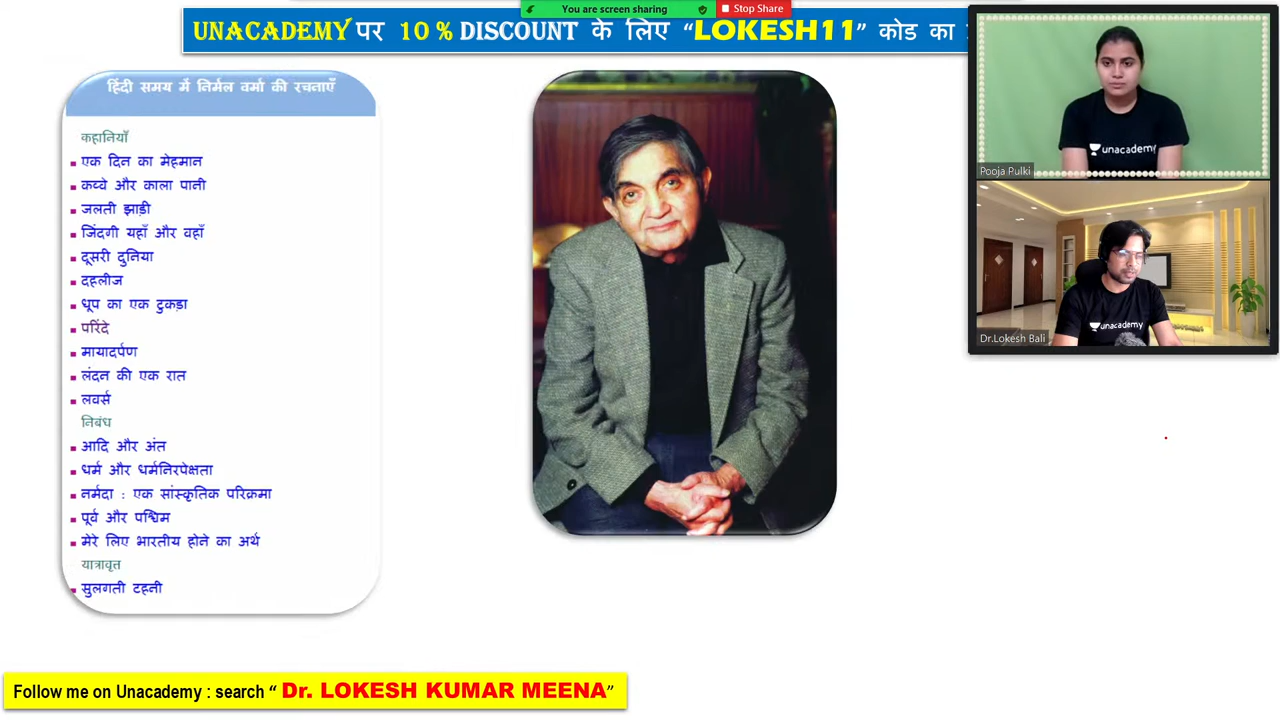 You are screen sharing
Stop Share
UNACADEMY पर 10 % DISCOUNT के लिए “LOKESH11” कोड का
हिंदी समय में निर्मल वर्मा की रचनाएँ
कहानियाँ
एक दिन का मेहमान
कव्वे और काला पानी
जलती झाड़ी
जिंदगी यहाँ और वहाँ
दूसरी दुनिया
दहलीज
धूप का एक टुकड़ा
परिंदे
मायादर्पण
लंदन की एक रात
लवर्स
निबंध
आदि और अंत
धर्म और धर्मनिरपेक्षता
नर्मदा : एक सांस्कृतिक परिक्रमा
पूर्व और पश्चिम
मेरे लिए भारतीय होने का अर्थ
यात्रावृत्त
सुलगती टहनी
unacademy
Pooja Pulki
unacademy
Dr.Lokesh Bali
Follow me on Unacademy : search “ Dr. LOKESH KUMAR MEENA”